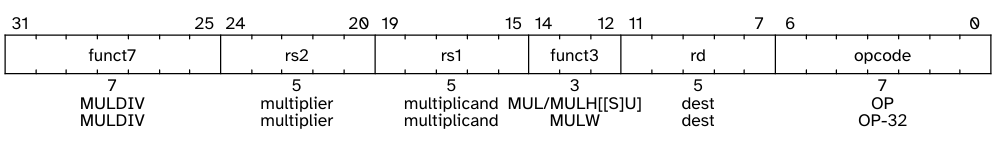 31 25 24 20 19 15 14 12 11 7 6 0
funct7 rs2 rs1 funct3 rd opcode
7 5 5 3 5 7
MULDIV multiplier multiplicand MUL/MULH[[S]U] dest OP
MULDIV multiplier multiplicand MULW dest OP-32